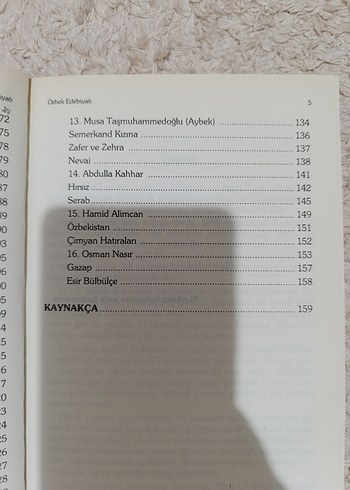 Özbek Edebiyatı 5
13. Musa Taşmuhammedoğlu (Aybek) 134
Semerkand Kızına 136
Zafer ve Zehra 137
Nevai 138
14. Abdulla Kahhar 141
Hırsız 142
Serab 145
15. Hamid Alimcan 149
Özbekistan 151
Çimyan Hatıraları 152
16. Osman Nasır 153
Gazap 157
Esir Bülbülçe 158
KAYNAKÇA 159